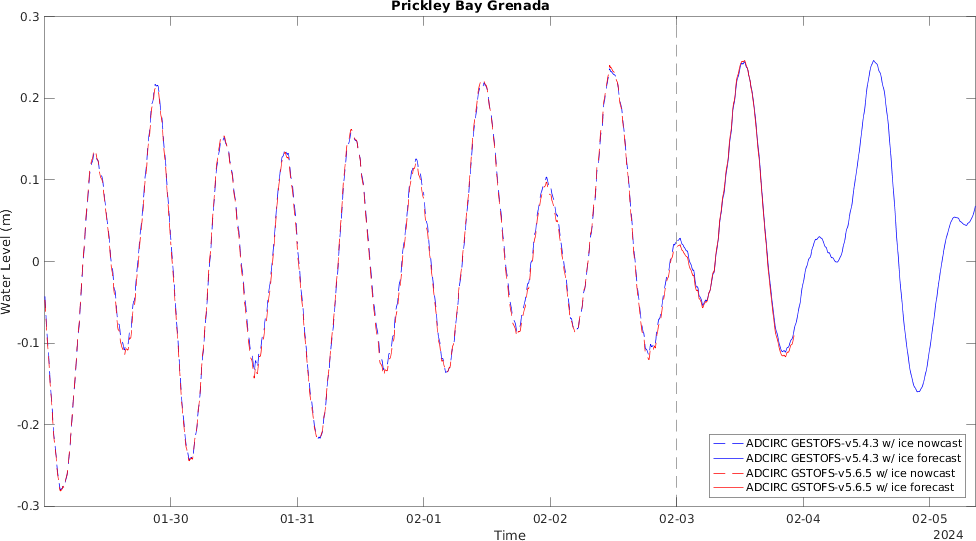 Prickley Bay Grenada
Water Level (m)
0.3
0.2
0.1
0
-0.1
-0.2
-0.3
01-30
01-31
02-01
02-02
02-03
02-04
02-05
Time
2024
ADCIRC GESTOFS-v5.4.3 w/ ice nowcast
ADCIRC GESTOFS-v5.4.3 w/ ice forecast
ADCIRC GSTOFS-v5.6.5 w/ ice nowcast
ADCIRC GSTOFS-v5.6.5 w/ ice forecast